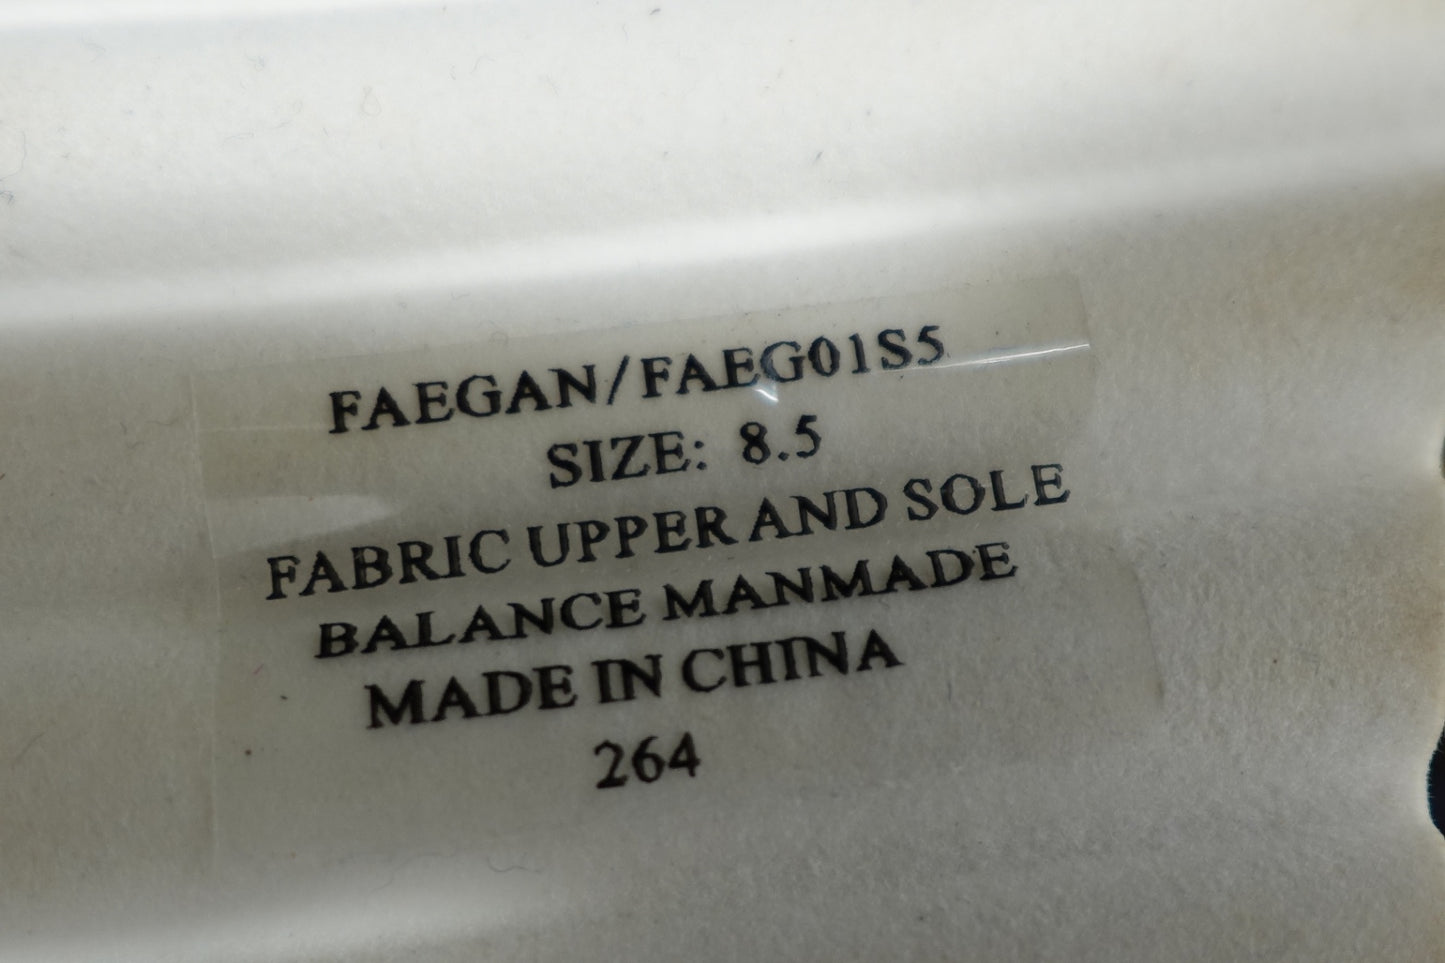 FAEGAN/FAEG01S5
SIZE: 8.5
FABRIC UPPER AND SOLE
BALANCE MANMADE
MADE IN CHINA
264